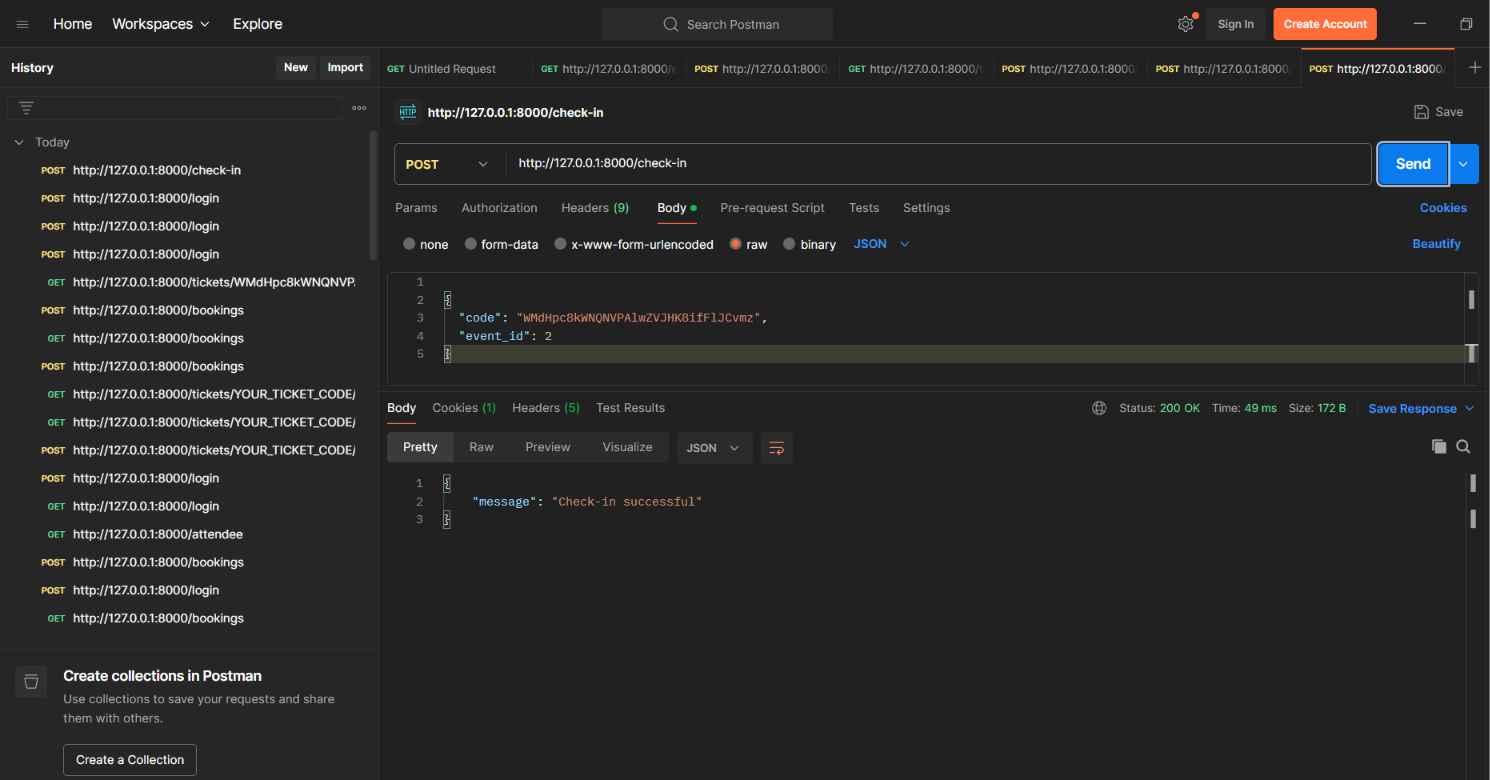 Home Workspaces Explore Search Postman Sign In Create Account
History New Import
Today
POST http://127.0.0.1:8000/check-in
POST http://127.0.0.1:8000/login
POST http://127.0.0.1:8000/login
POST http://127.0.0.1:8000/login
GET http://127.0.0.1:8000/tickets/WMdHpc8kWNQNVP.
POST http://127.0.0.1:8000/bookings
GET http://127.0.0.1:8000/bookings
POST http://127.0.0.1:8000/bookings
GET http://127.0.0.1:8000/tickets/YOUR_TICKET_CODE/
GET http://127.0.0.1:8000/tickets/YOUR_TICKET_CODE/
POST http://127.0.0.1:8000/tickets/YOUR_TICKET_CODE/
POST http://127.0.0.1:8000/login
GET http://127.0.0.1:8000/login
GET http://127.0.0.1:8000/attendee
POST http://127.0.0.1:8000/bookings
POST http://127.0.0.1:8000/login
GET http://127.0.0.1:8000/bookings
Create collections in Postman
Use collections to save your requests and share
them with others.
Create a Collection
GET Untitled Request GET http://127.0.0.1:8000/e POST http://127.0.0.1:8000/ GET http://127.0.0.1:8000/t POST http://127.0.0.1:8000/ POST http://127.0.0.1:8000/ POST http://127.0.0.1:8000/
HTTP http://127.0.0.1:8000/check-in Save
POST http://127.0.0.1:8000/check-in Send
Params Authorization Headers (9) Body Pre-request Script Tests Settings Cookies
none form-data x-www-form-urlencoded raw binary JSON Beautify
1
2 {
3 "code": "WMdHpc8kWNQNVPAlwZVJHK8ifFlJCvmz",
4 "event_id": 2
5 }
Body Cookies (1) Headers (5) Test Results Status: 200 OK Time: 49 ms Size: 172 B Save Response
Pretty Raw Preview Visualize JSON
1 {
2 "message": "Check-in successful"
3 }